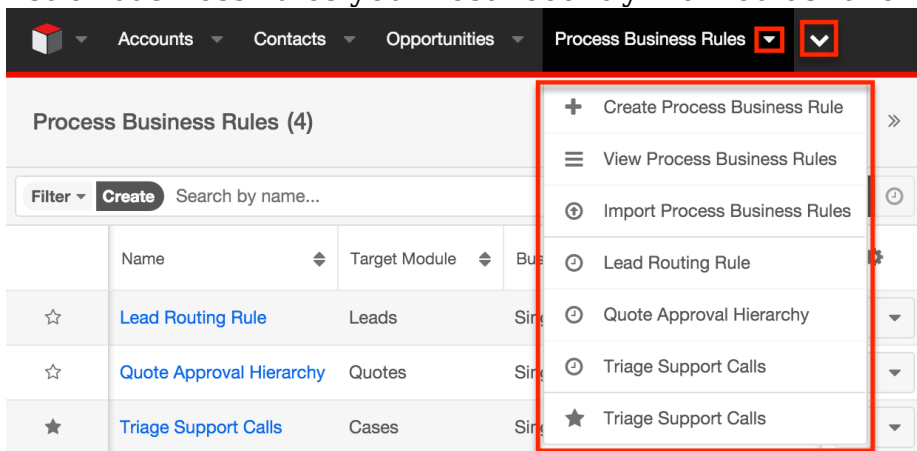 Accounts Contacts Opportunities Process Business Rules
Process Business Rules (4)
Create Process Business Rule
View Process Business Rules
Filter Create Search by name...
Import Process Business Rules
Name Target Module
Lead Routing Rule
Lead Routing Rule Leads
Quote Approval Hierarchy
Quote Approval Hierarchy Quotes
Triage Support Calls
Triage Support Calls Cases
Triage Support Calls